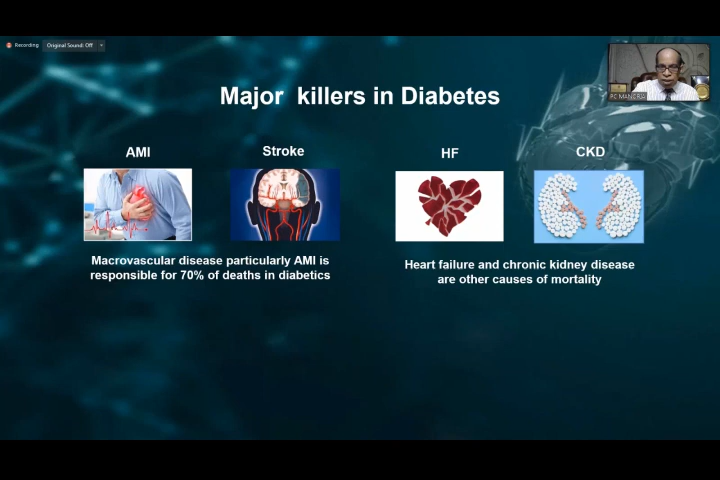 Recording
Original Sound: Off
PC MANORIA
Major killers in Diabetes
AMI
Stroke
HF
CKD
Macrovascular disease particularly AMI is
responsible for 70% of deaths in diabetics
Heart failure and chronic kidney disease
are other causes of mortality